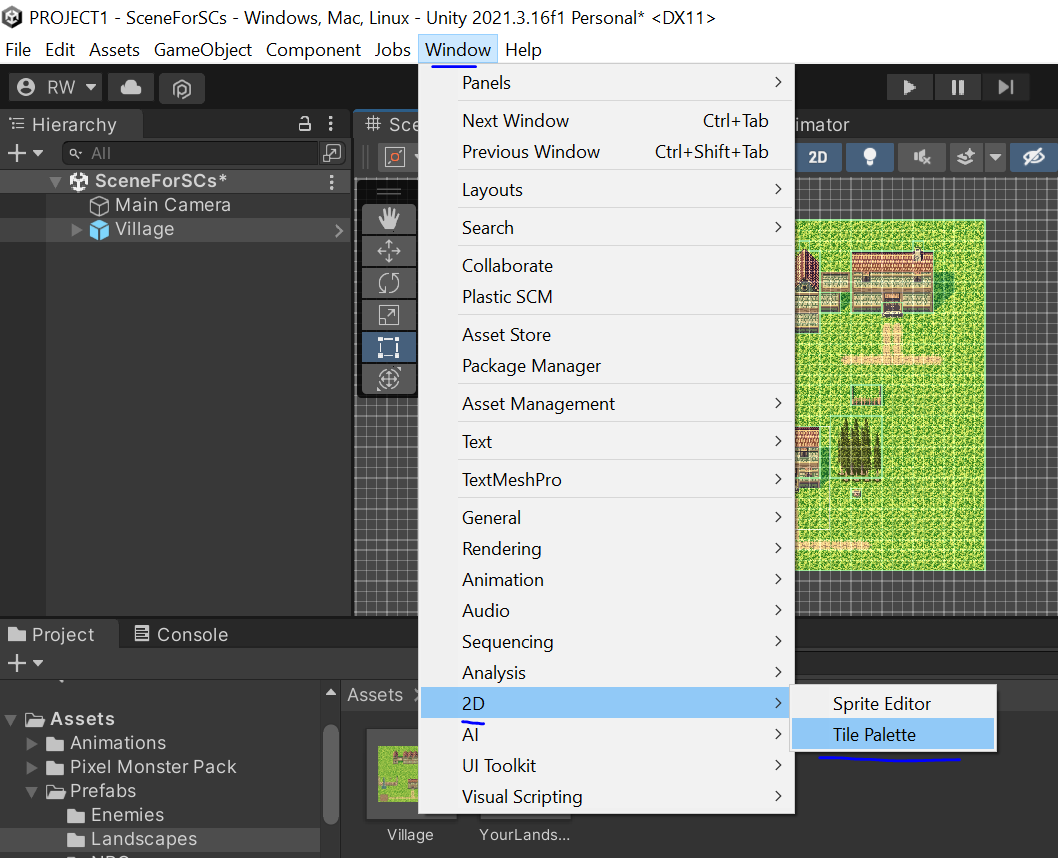 PROJECT1 - SceneForSCs - Windows, Mac, Linux - Unity 2021.3.16f1 Personal* <DX11>
File Edit Assets GameObject Component Jobs Window Help
RW
Hierarchy
All
SceneForSCs*
Main Camera
Village
Sce
imator
2D
Panels
Next Window Ctrl+Tab
Previous Window Ctrl+Shift+Tab
Layouts
Search
Collaborate
Plastic SCM
Asset Store
Package Manager
Asset Management
Text
TextMeshPro
General
Rendering
Animation
Audio
Sequencing
Analysis
2D
AI
UI Toolkit
Visual Scripting
Sprite Editor
Tile Palette
Project
Console
Assets
Animations
Pixel Monster Pack
Prefabs
Enemies
Landscapes
Assets
Village
YourLands...